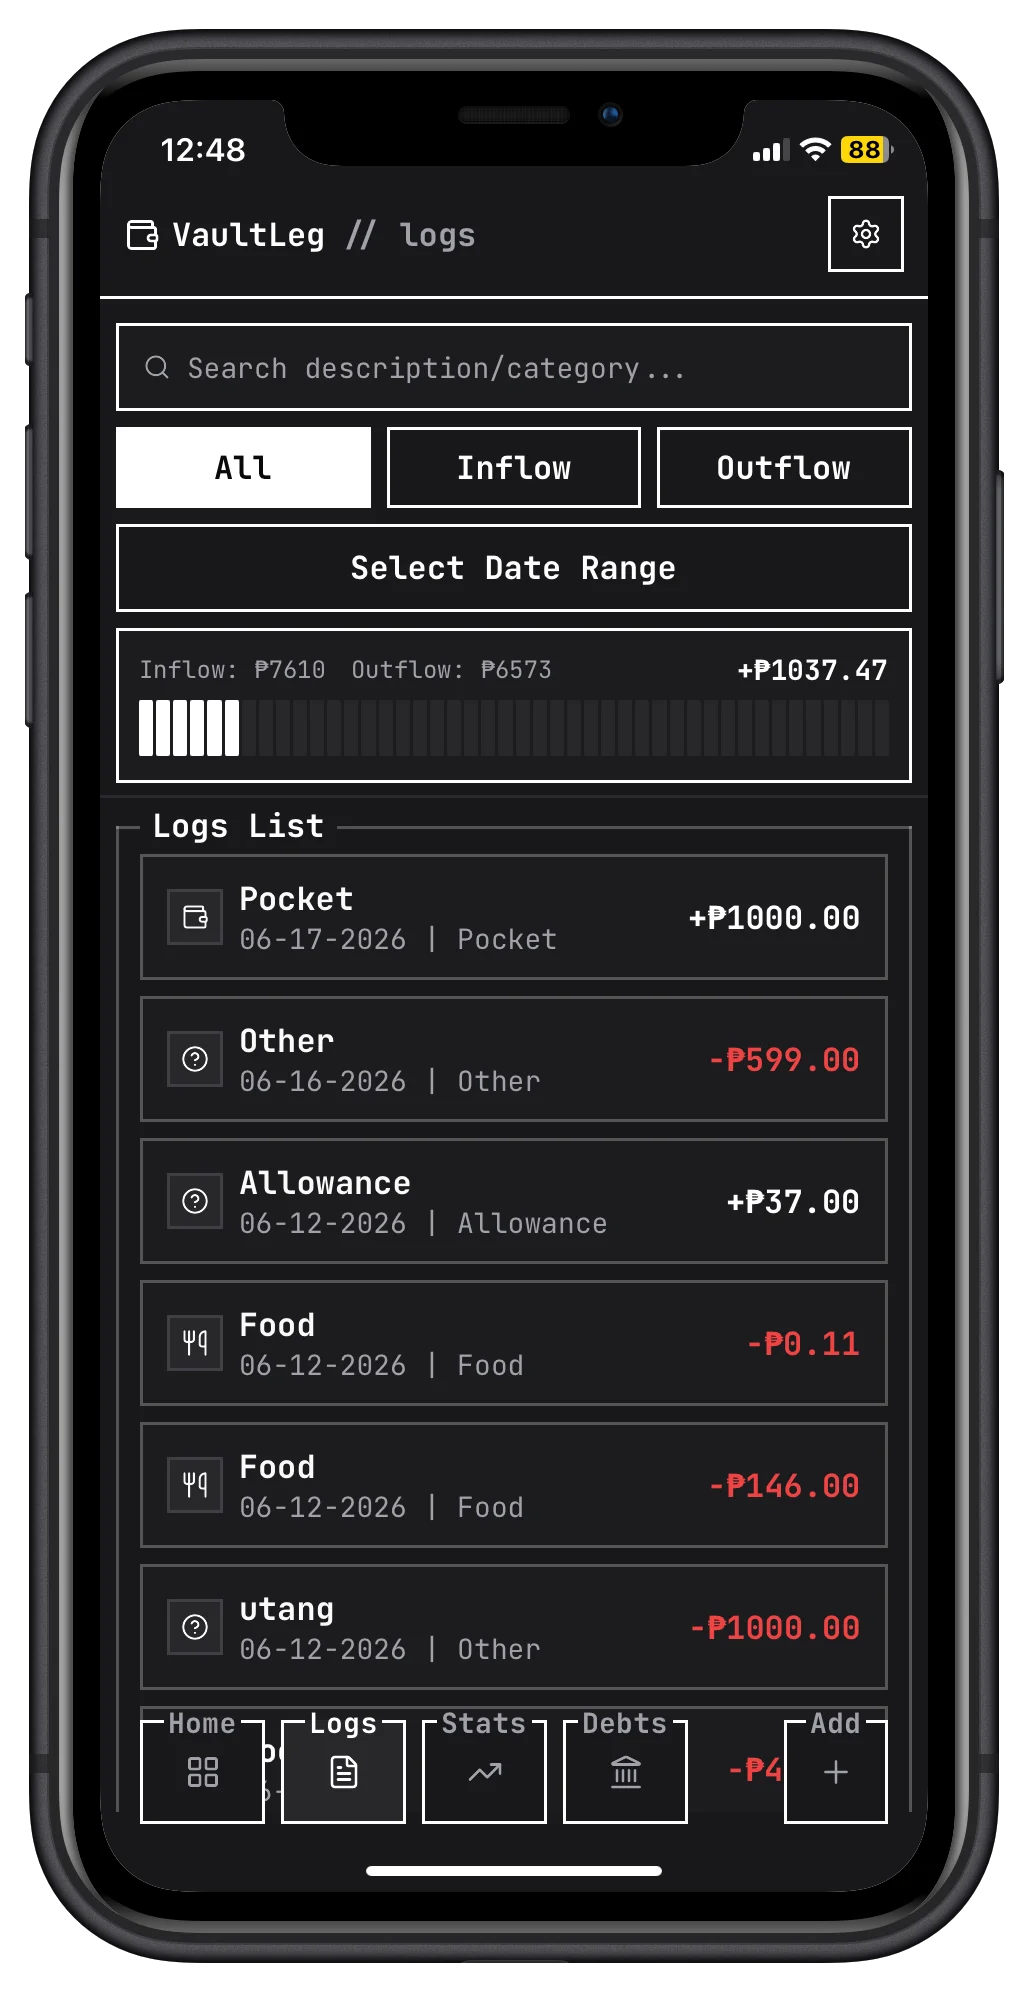 12:48
88
VaultLeg // logs
Search description/category...
All Inflow Outflow
Select Date Range
Inflow: ₱7610 Outflow: ₱6573 +₱1037.47
Logs List
Pocket
06-17-2026 | Pocket
+₱1000.00
Other
06-16-2026 | Other
-₱599.00
Allowance
06-12-2026 | Allowance
+₱37.00
Food
06-12-2026 | Food
-₱0.11
Food
06-12-2026 | Food
-₱146.00
utang
06-12-2026 | Other
-₱1000.00
-₱4
Home Logs Stats Debts Add